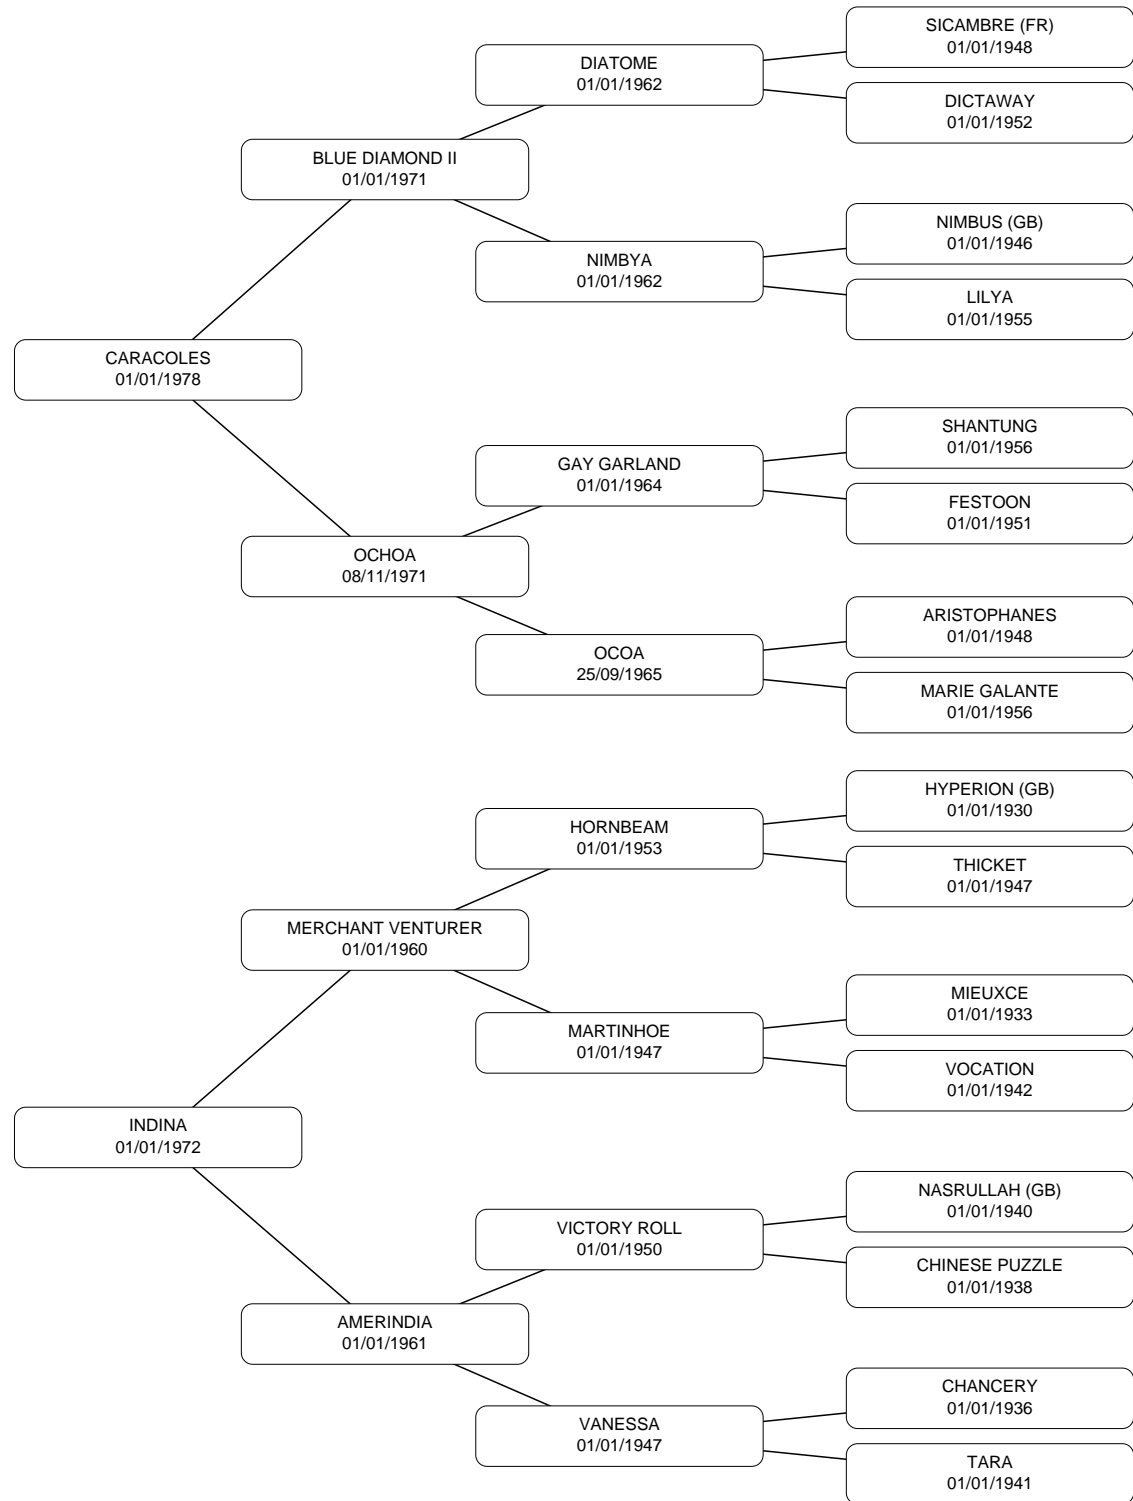 SICAMBRE (FR)
01/01/1948
DIATOME
01/01/1962
DICTAWAY
01/01/1952
BLUE DIAMOND II
01/01/1971
NIMBUS (GB)
01/01/1946
NIMBYA
01/01/1962
LILYA
01/01/1955
CARACOLES
01/01/1978
SHANTUNG
01/01/1956
GAY GARLAND
01/01/1964
FESTOON
01/01/1951
OCHOA
08/11/1971
ARISTOPHANES
01/01/1948
OCOA
25/09/1965
MARIE GALANTE
01/01/1956
HYPERION (GB)
01/01/1930
HORNBEAM
01/01/1953
THICKET
01/01/1947
MERCHANT VENTURER
01/01/1960
MIEUXCE
01/01/1933
MARTINHOE
01/01/1947
VOCATION
01/01/1942
INDINA
01/01/1972
NASRULLAH (GB)
01/01/1940
VICTORY ROLL
01/01/1950
CHINESE PUZZLE
01/01/1938
AMERINDIA
01/01/1961
CHANCERY
01/01/1936
VANESSA
01/01/1947
TARA
01/01/1941